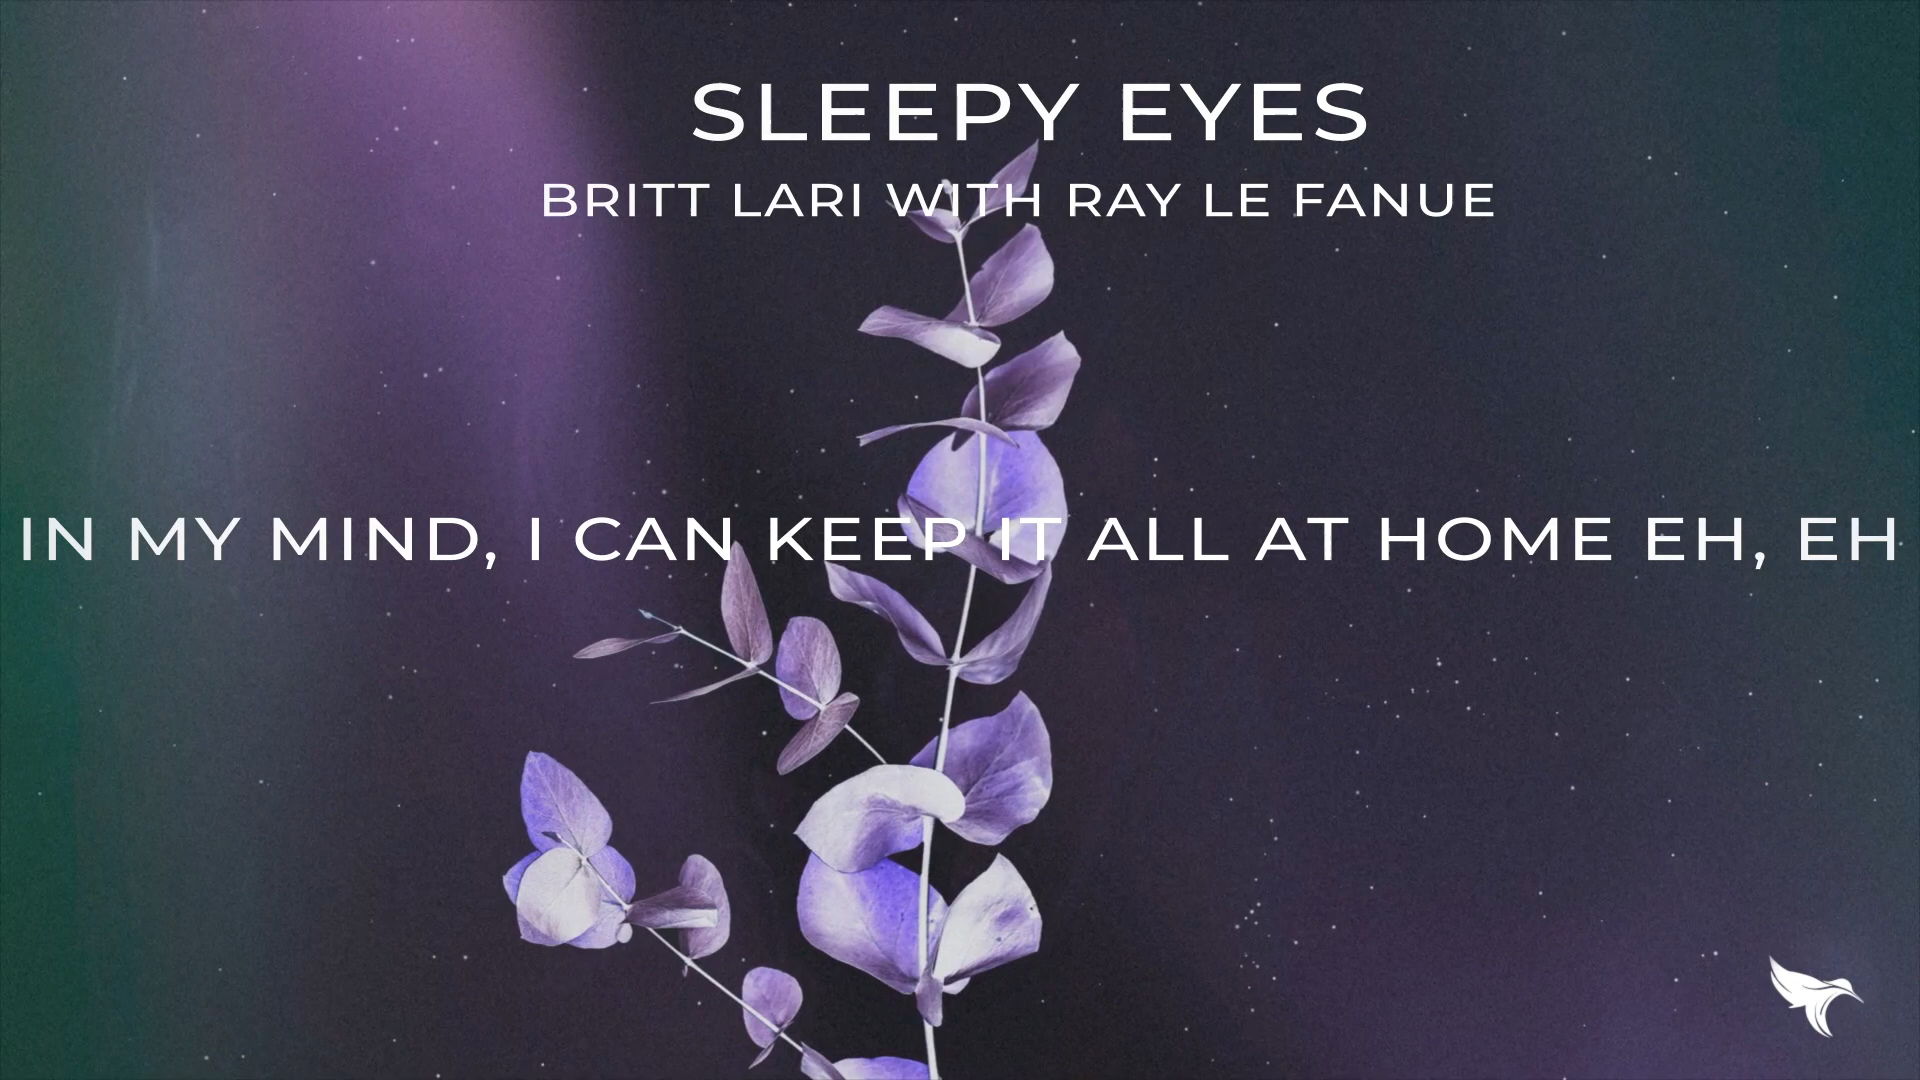 SLEEPY EYES
BRITT LARI WITH RAY LE FANUE
IN MY MIND, I CAN KEEP IT ALL AT HOME EH, EH